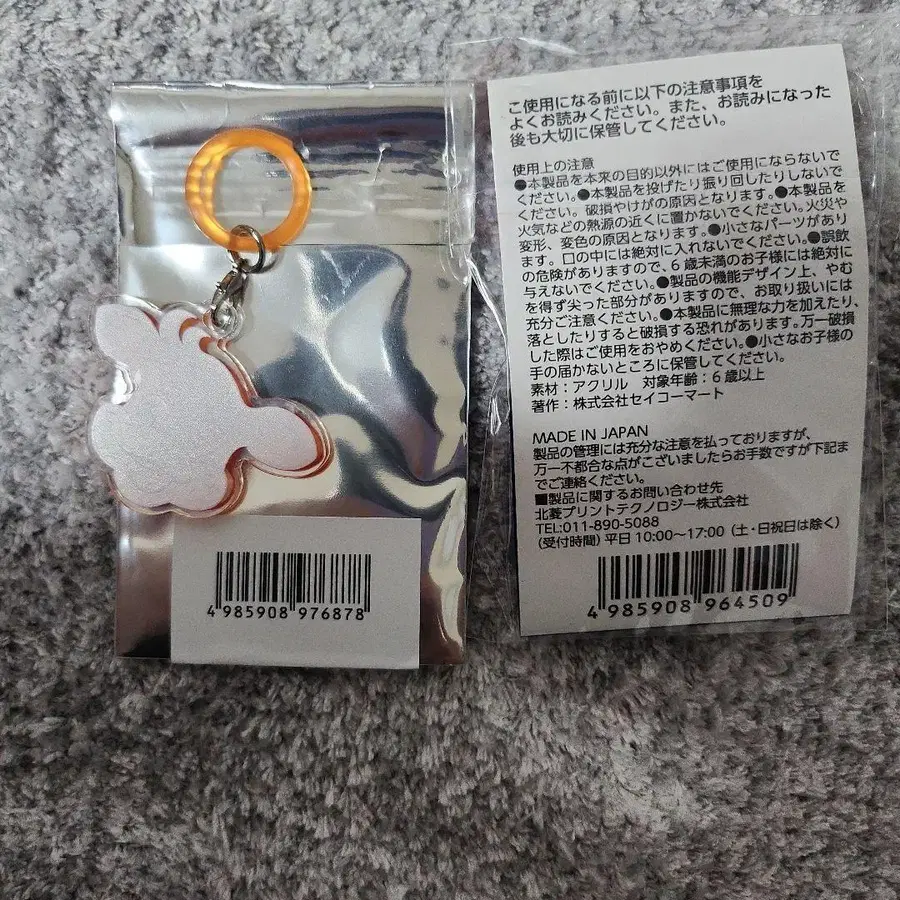 ご使用になる前に以下の注意事項を
よくお読みください。また、お読みになった
後も大切に保管してください。
使用上の注意
●本製品を本来の目的以外にはご使用にならないで
ください。●本製品を投げたり振り回したりしないで
ください。破損やけがの原因となります。●本製品を
火気などの熱源の近くに置かないでください。火災や
変形、変色の原因となります。●小さなパーツがあり
ます。口の中には絶対に入れないでください。●誤飲
の危険がありますので、6歳未満のお子様には絶対に
与えないでください。●製品の機能デザイン上、やむ
を得ず尖った部分がありますので、お取り扱いには
充分ご注意ください。●本製品に無理な力を加えたり、
落としたりすると破損する恐れがあります。万一破損
した際はご使用をおやめください。●小さなお子様の
手の届かないところに保管してください。
素材：アクリル 対象年齢：6歳以上
著作：株式会社セイコーマート
MADE IN JAPAN
製品の管理には充分な注意を払っておりますが、
万一不都合な点がございましたらお手数ですが下記ま
でご連絡ください。
■製品に関するお問い合わせ先
北菱プリントテクノロジー株式会社
TEL:011-890-5088
(受付時間) 平日 10:00～17:00 (土・日祝日は除く)
4 985908 964509
4 985908 976878